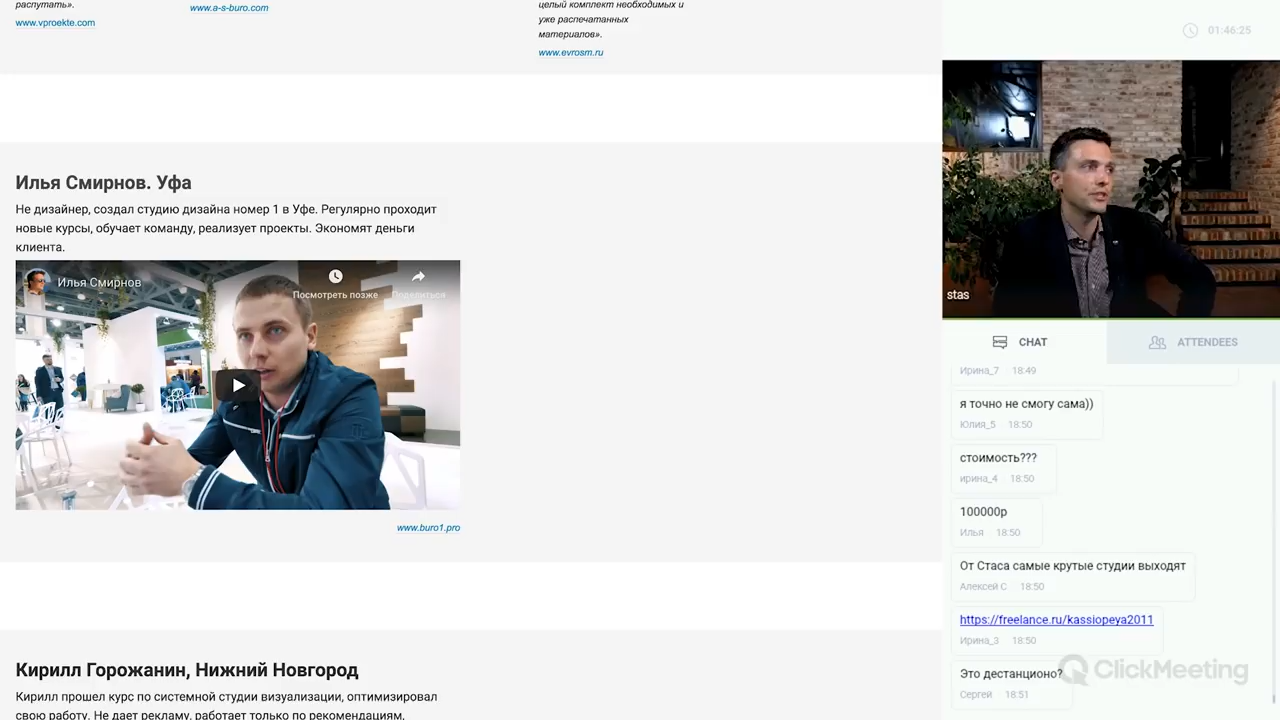 распутать».
www.vproekte.com
www.a-s-buro.com
целый комплект необходимых и
уже распечатанных
материалов».
www.evrosm.ru
Илья Смирнов. Уфа
Не дизайнер, создал студию дизайна номер 1 в Уфе. Регулярно проходит
новые курсы, обучает команду, реализует проекты. Экономят деньги
клиента.
Илья Смирнов
Посмотреть позже
Поделиться
www.buro1.pro
Кирилл Горожанин, Нижний Новгород
Кирилл прошел курс по системной студии визуализации, оптимизировал
свою работу. Не дает рекламу, работает только по рекомендациям,
01:46:25
stas
CHAT
ATTENDEES
Ирина_7 18:49
я точно не смогу сама))
Юлия_5 18:50
стоимость???
ирина_4 18:50
100000р
Илья 18:50
От Стаса самые крутые студии выходят
Алексей С 18:50
https://freelance.ru/kassiopeya2011
Ирина_3 18:50
Это дестанционо?
Сергей 18:51
ClickMeeting